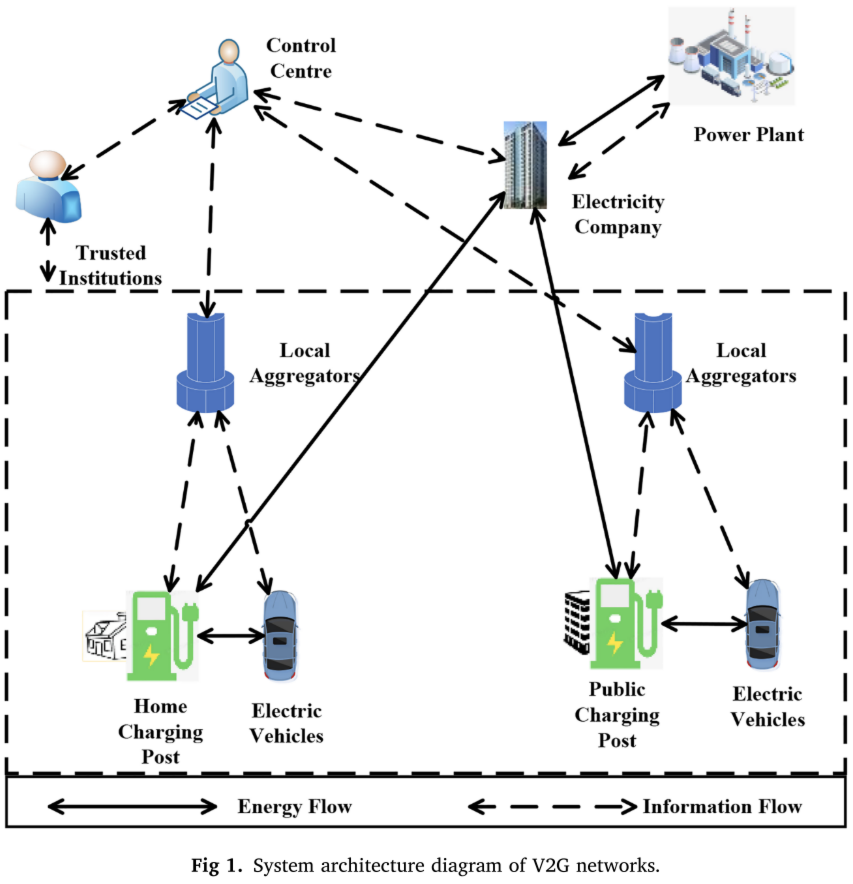 Control
Centre
Power Plant
Electricity
Company
Trusted
Institutions
Local
Aggregators
Local
Aggregators
Home
Charging
Post
Electric
Vehicles
Public
Charging
Post
Electric
Vehicles
Energy Flow
Information Flow
Fig 1. System architecture diagram of V2G networks.